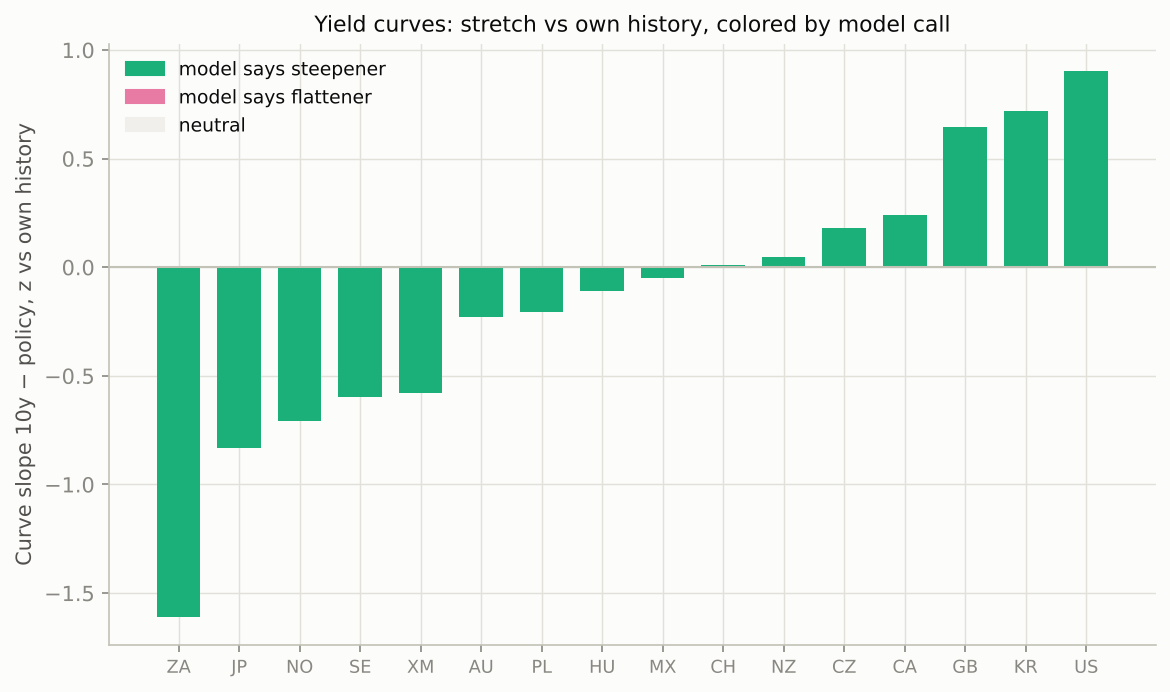 Yield curves: stretch vs own history, colored by model call
model says steepener
model says flattener
neutral
Curve slope 10y − policy, z vs own history
1.0
0.5
0.0
−0.5
−1.0
−1.5
ZA JP NO SE XM AU PL HU MX CH NZ CZ CA GB KR US